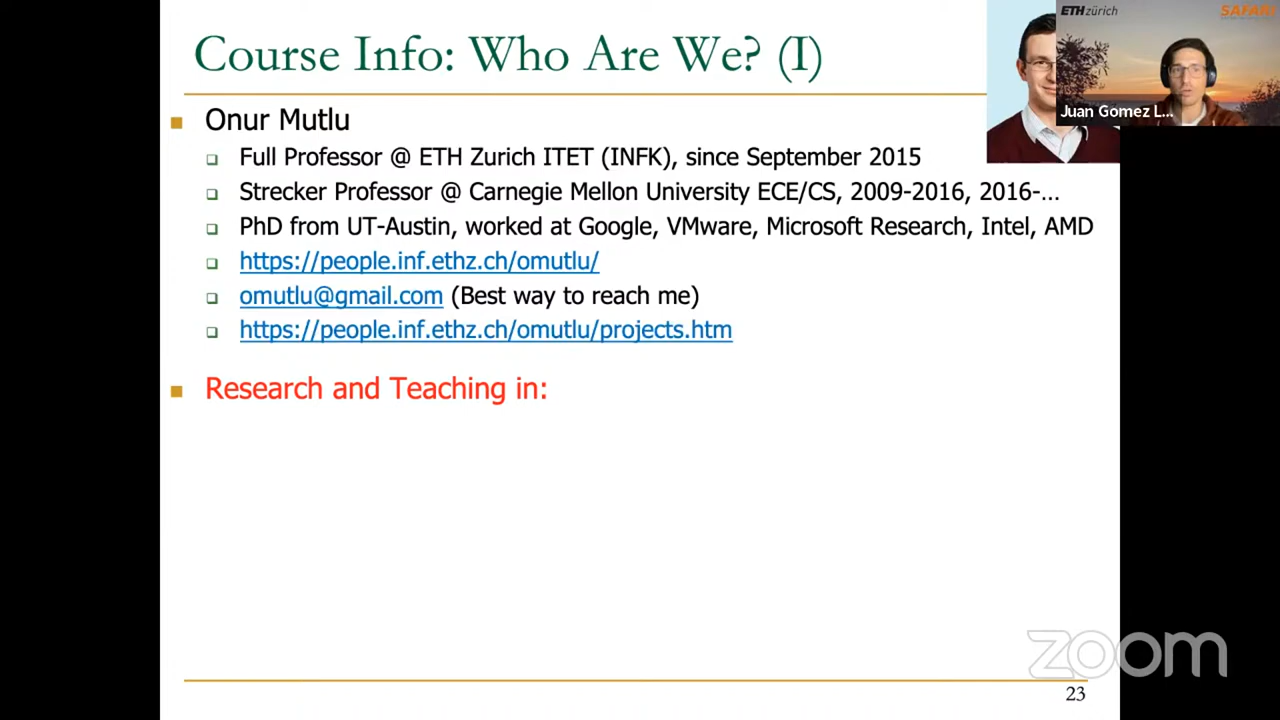 Course Info: Who Are We? (I)
ETH zürich
SAFARI
Juan Gomez L...
Onur Mutlu
Full Professor @ ETH Zurich ITET (INFK), since September 2015
Strecker Professor @ Carnegie Mellon University ECE/CS, 2009-2016, 2016-...
PhD from UT-Austin, worked at Google, VMware, Microsoft Research, Intel, AMD
https://people.inf.ethz.ch/omutlu/
omutlu@gmail.com (Best way to reach me)
https://people.inf.ethz.ch/omutlu/projects.htm
Research and Teaching in:
zoom
23